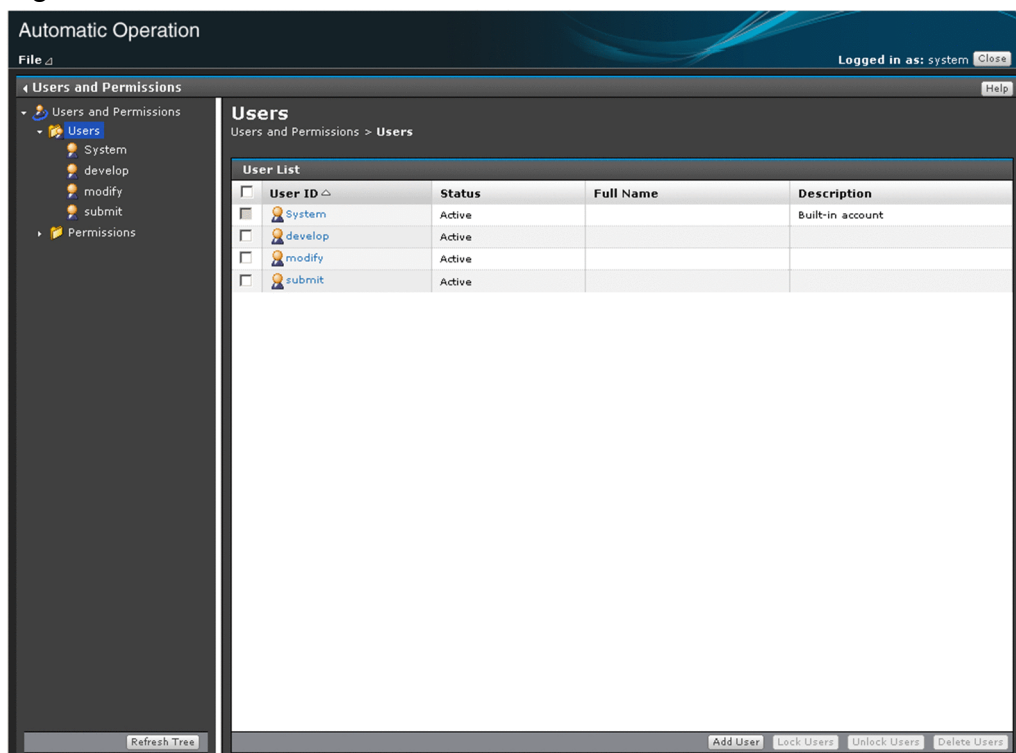 Automatic Operation
File
Logged in as: system Close
Users and Permissions
Help
Users and Permissions
Users
System
develop
modify
submit
Permissions
Refresh Tree
Users
Users and Permissions > Users
User List
User ID Status Full Name Description
System Active Built-in account
develop Active
modify Active
submit Active
Add User Lock Users Unlock Users Delete Users